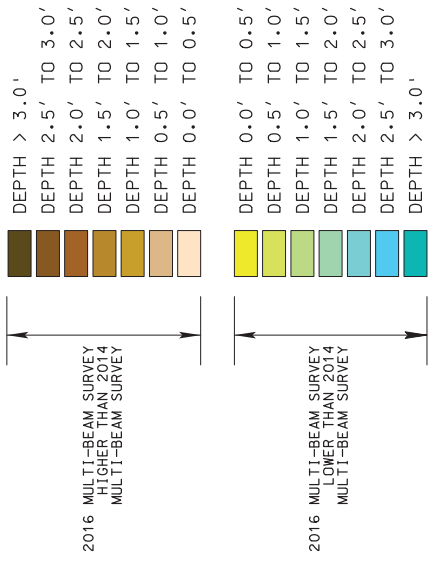 2016 MULTI-BEAM SURVEY
HIGHER THAN 2014
MULTI-BEAM SURVEY
DEPTH > 3.0'
DEPTH 2.5' TO 3.0'
DEPTH 2.0' TO 2.5'
DEPTH 1.5' TO 2.0'
DEPTH 1.0' TO 1.5'
DEPTH 0.5' TO 1.0'
DEPTH 0.0' TO 0.5'
2016 MULTI-BEAM SURVEY
LOWER THAN 2014
MULTI-BEAM SURVEY
DEPTH 0.0' TO 0.5'
DEPTH 0.5' TO 1.0'
DEPTH 1.0' TO 1.5'
DEPTH 1.5' TO 2.0'
DEPTH 2.0' TO 2.5'
DEPTH 2.5' TO 3.0'
DEPTH > 3.0'